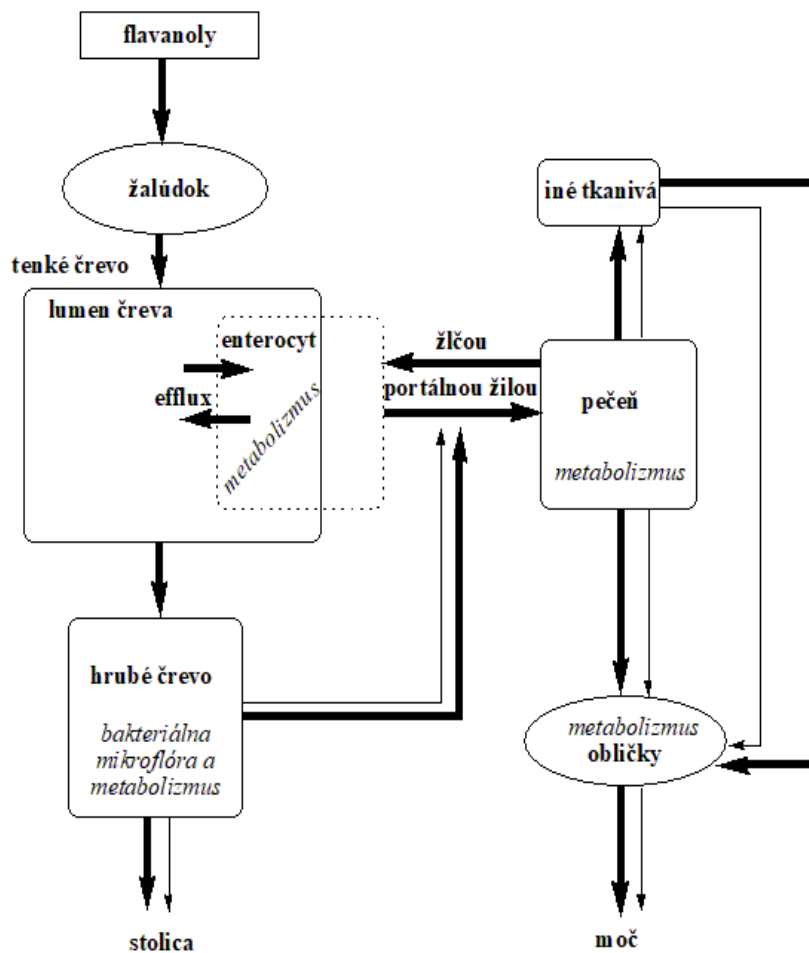 flavanoly
žalúdok
iné tkanivá
tenké črevo
lumen čreva
enterocyt
žlčou
efflux
portálnou žilou
pečeň
metabolizmus
metabolizmus
hrubé črevo
bakteriálna
mikroflóra a
metabolizmus
metabolizmus
obličky
stolica
moč